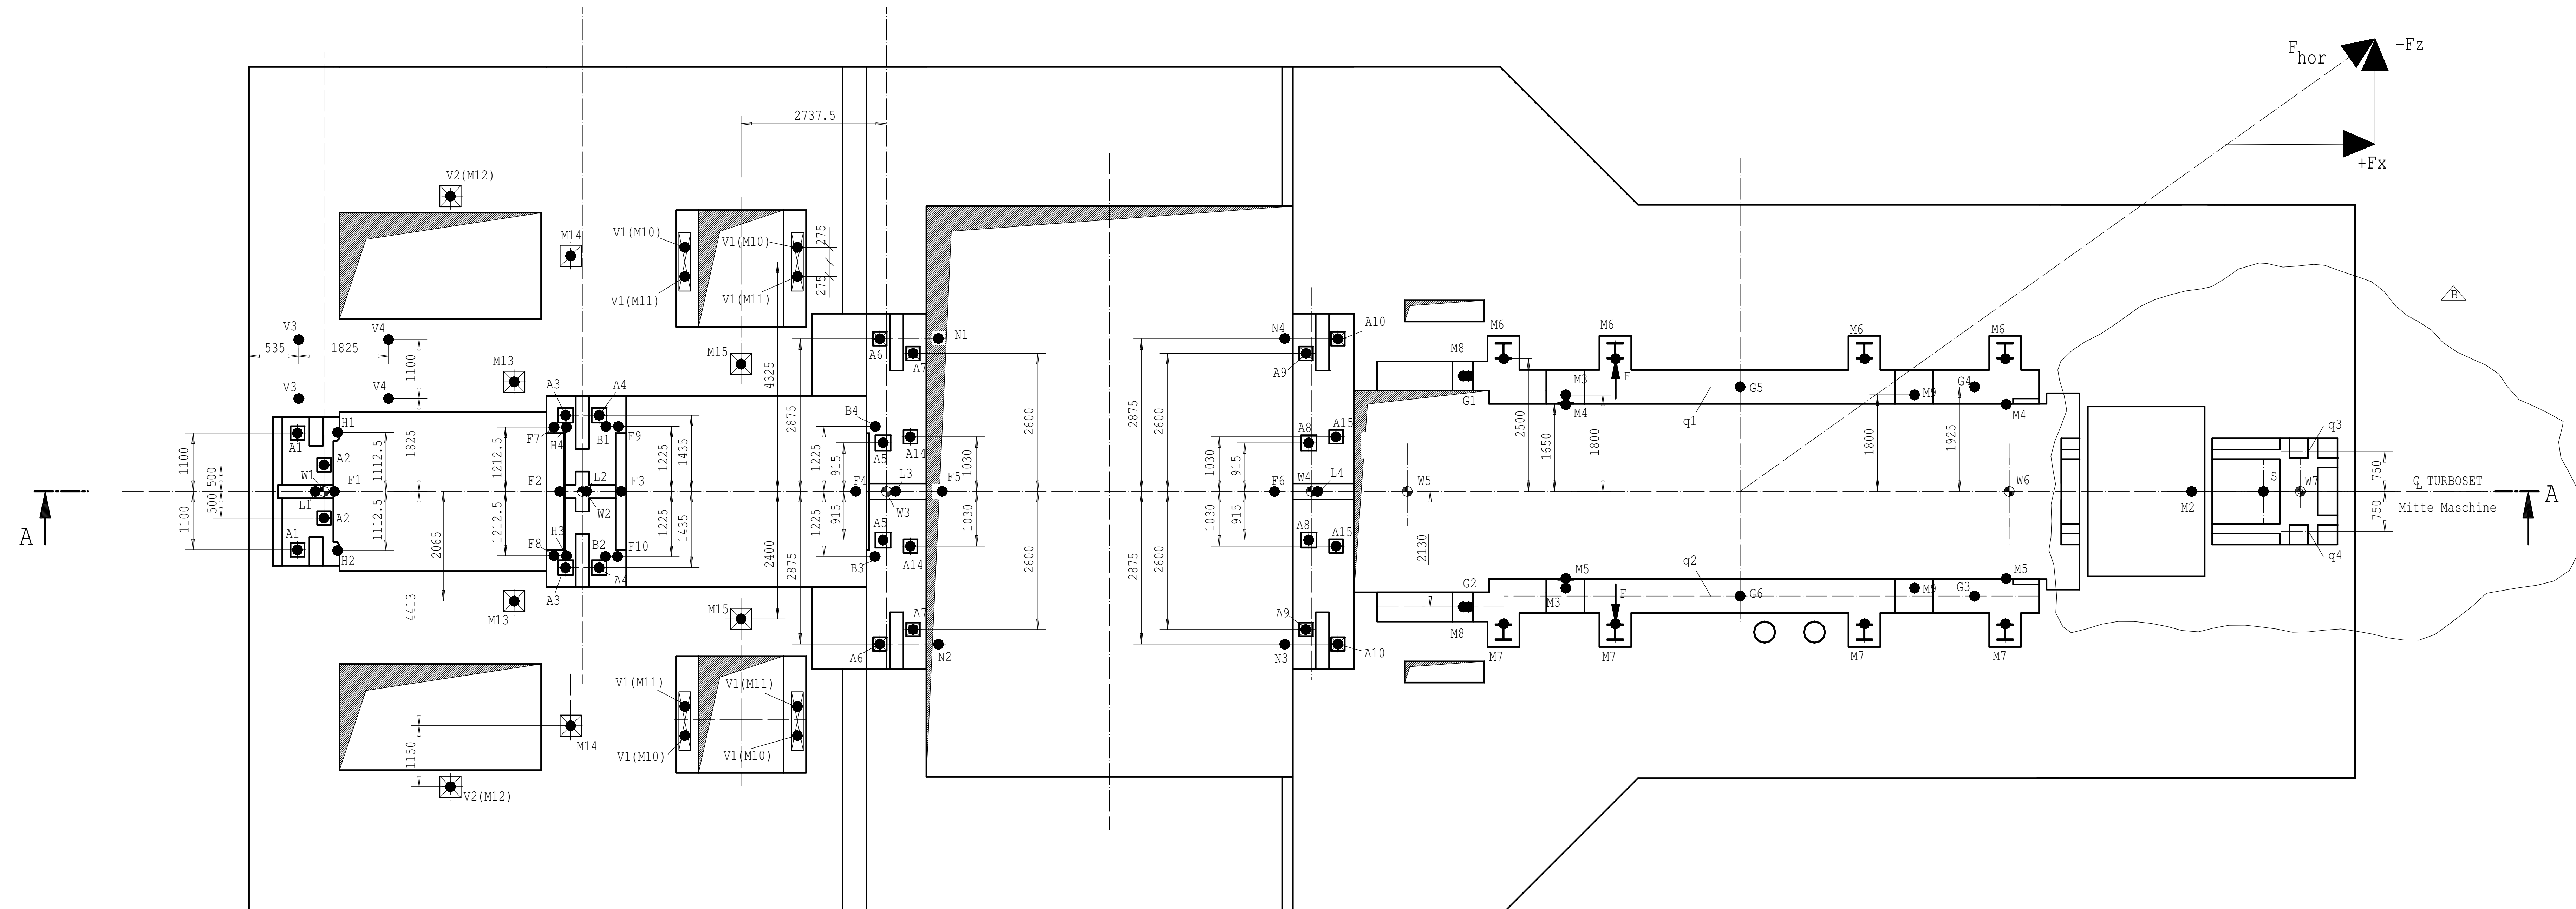 -Fz
Fhor
2737.5
+Fx
V2(M12)
M14
V1(M10)
V1(M10)
275
275
V1(M11)
V1(M11)
B
V3
V4
535
1825
1100
M13
M15
4325
A6
A7
N1
N4
A10
A9
M8
M6
M6
M6
M6
V3
V4
A3
A4
2875
2600
2875
2600
G1
2500
M3
F
M4
q1
G5
M9
G4
M4
A1
H1
F7
H4
B1
F9
B4
A5
A14
A8
A15
1650
1800
1800
1925
q3
1100
500
A2
1112.5
1825
1212.5
1225
1435
1225
915
1030
1030
915
W1
F1
F2
L2
F3
F4
L3
F5
F6
W4
L4
W5
W6
S
W7
750
℄ TURBOSET
L1
W2
W3
M2
Mitte Maschine
A
A
500
1100
A2
1112.5
1212.5
1225
1435
1225
915
1030
1030
915
750
A1
H2
F8
H3
B2
F10
A5
A14
B3
A8
A15
2130
q4
2065
A3
A4
2400
2875
2600
2875
2600
G2
M5
M3
F
q2
G6
M9
G3
M5
M13
M15
A7
A6
N2
A9
N3
A10
M8
M7
M7
M7
M7
4413
V1(M11)
V1(M11)
M14
V1(M10)
V1(M10)
1150
V2(M12)